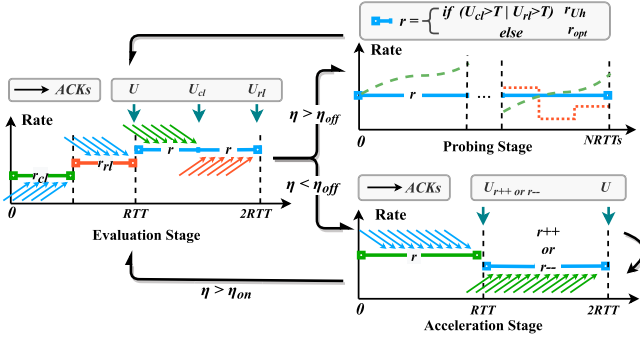 r = if (U_cl>T | U_rl>T) r_Uh
else r_opt
Rate
r
...
0
NRTTs
Probing Stage
ACKs
U U_cl U_rl
Rate
r_cl
r_rl
r
r
0
RTT
2RTT
Evaluation Stage
η > η_off
η < η_off
η > η_on
ACKs
U_r++ or r-- U
Rate
r
r++
or
r--
0
RTT
2RTT
Acceleration Stage